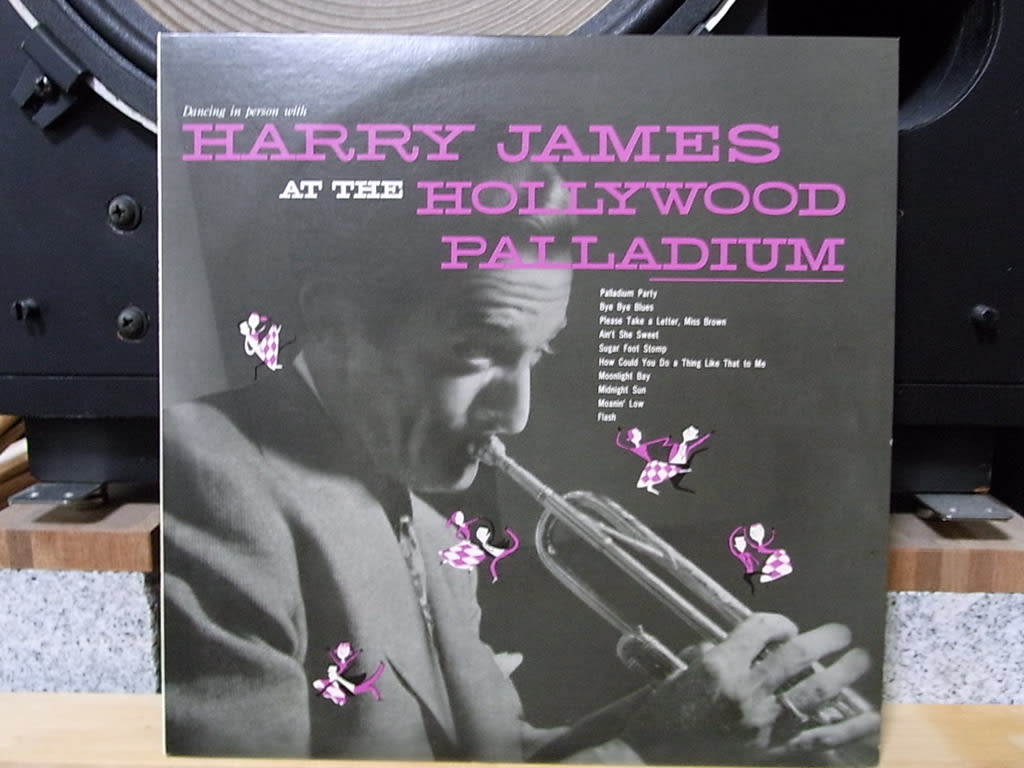 Dancing in person with
HARRY JAMES
AT THE HOLLYWOOD
PALLADIUM
Palladium Party
Bye Bye Blues
Please Take a Letter, Miss Brown
Ain't She Sweet
Sugar Foot Stomp
How Could You Do a Thing Like That to Me
Moonlight Bay
Midnight Sun
Moanin' Low
Flash